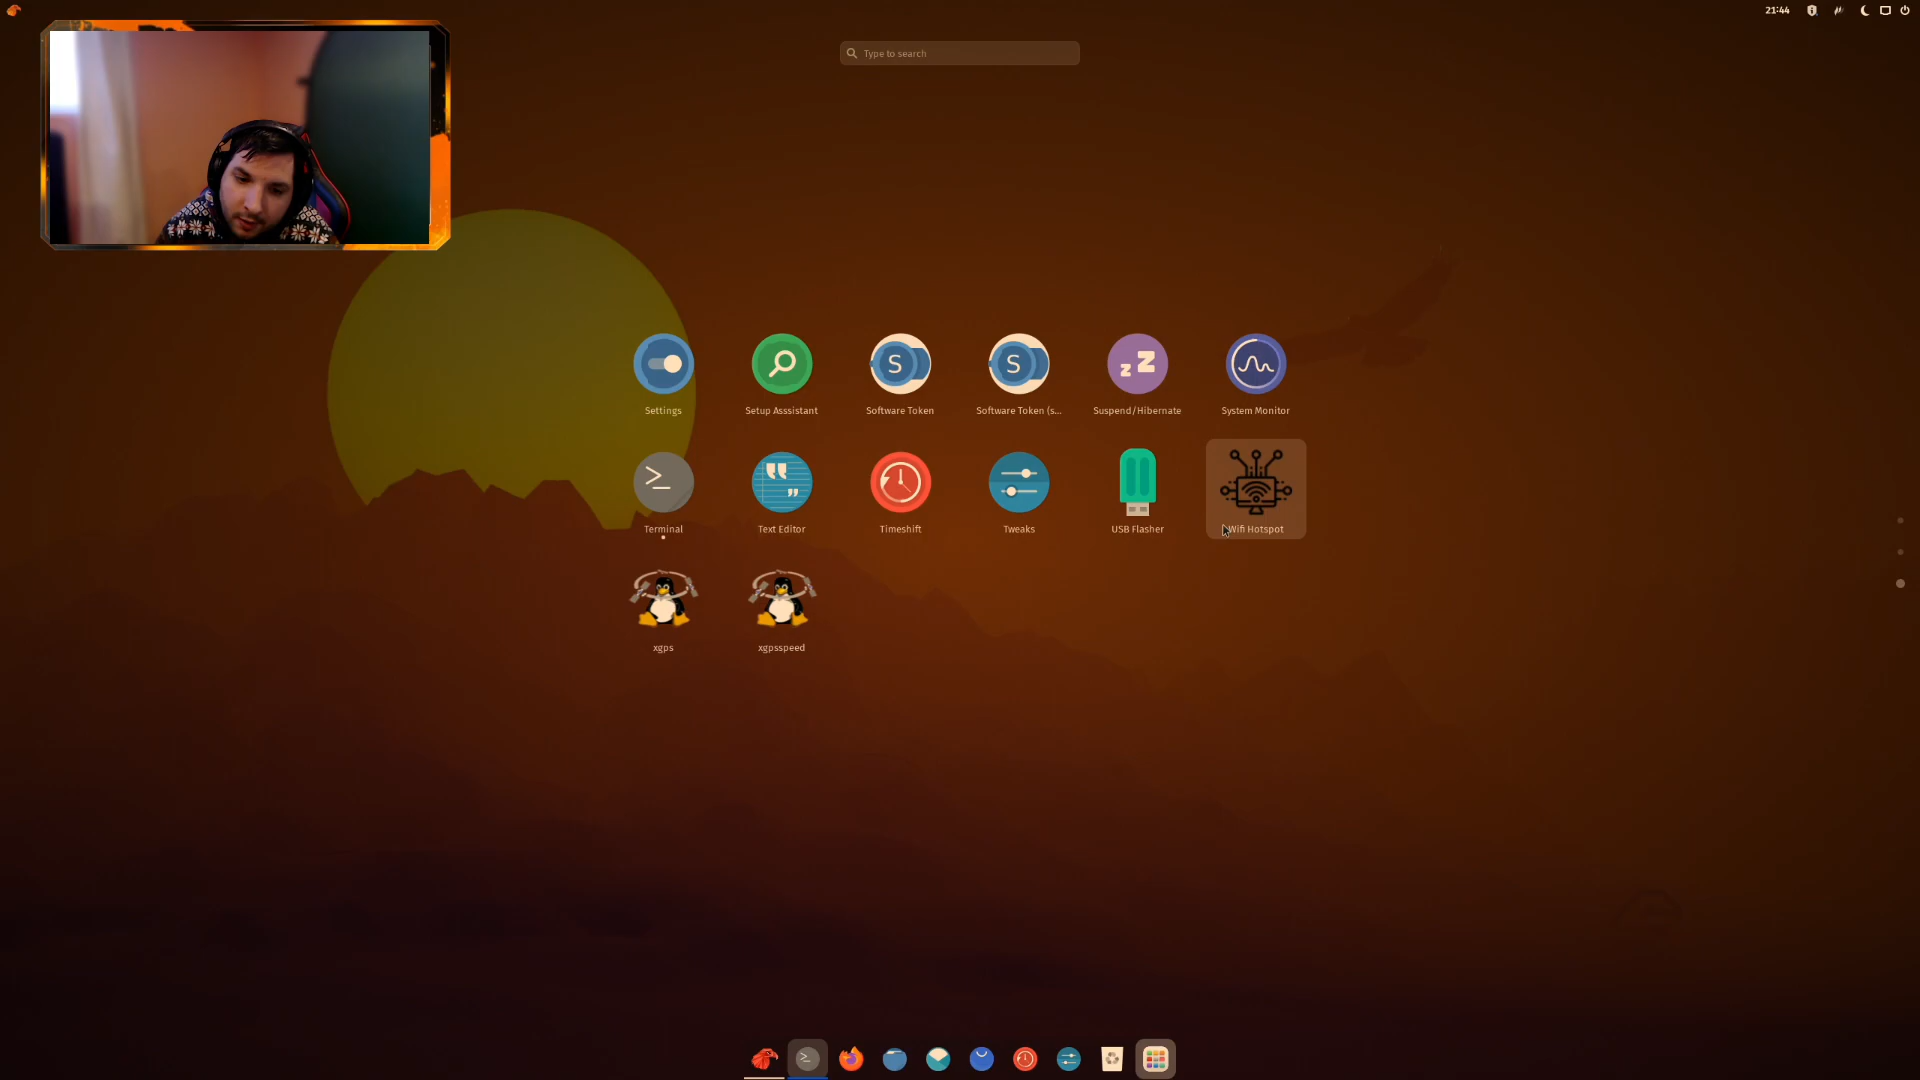 21:44
Type to search
Settings
Setup Asssistant
Software Token
Software Token (s...
Suspend/Hibernate
System Monitor
Terminal
Text Editor
Timeshift
Tweaks
USB Flasher
Wifi Hotspot
xgps
xgpsspeed